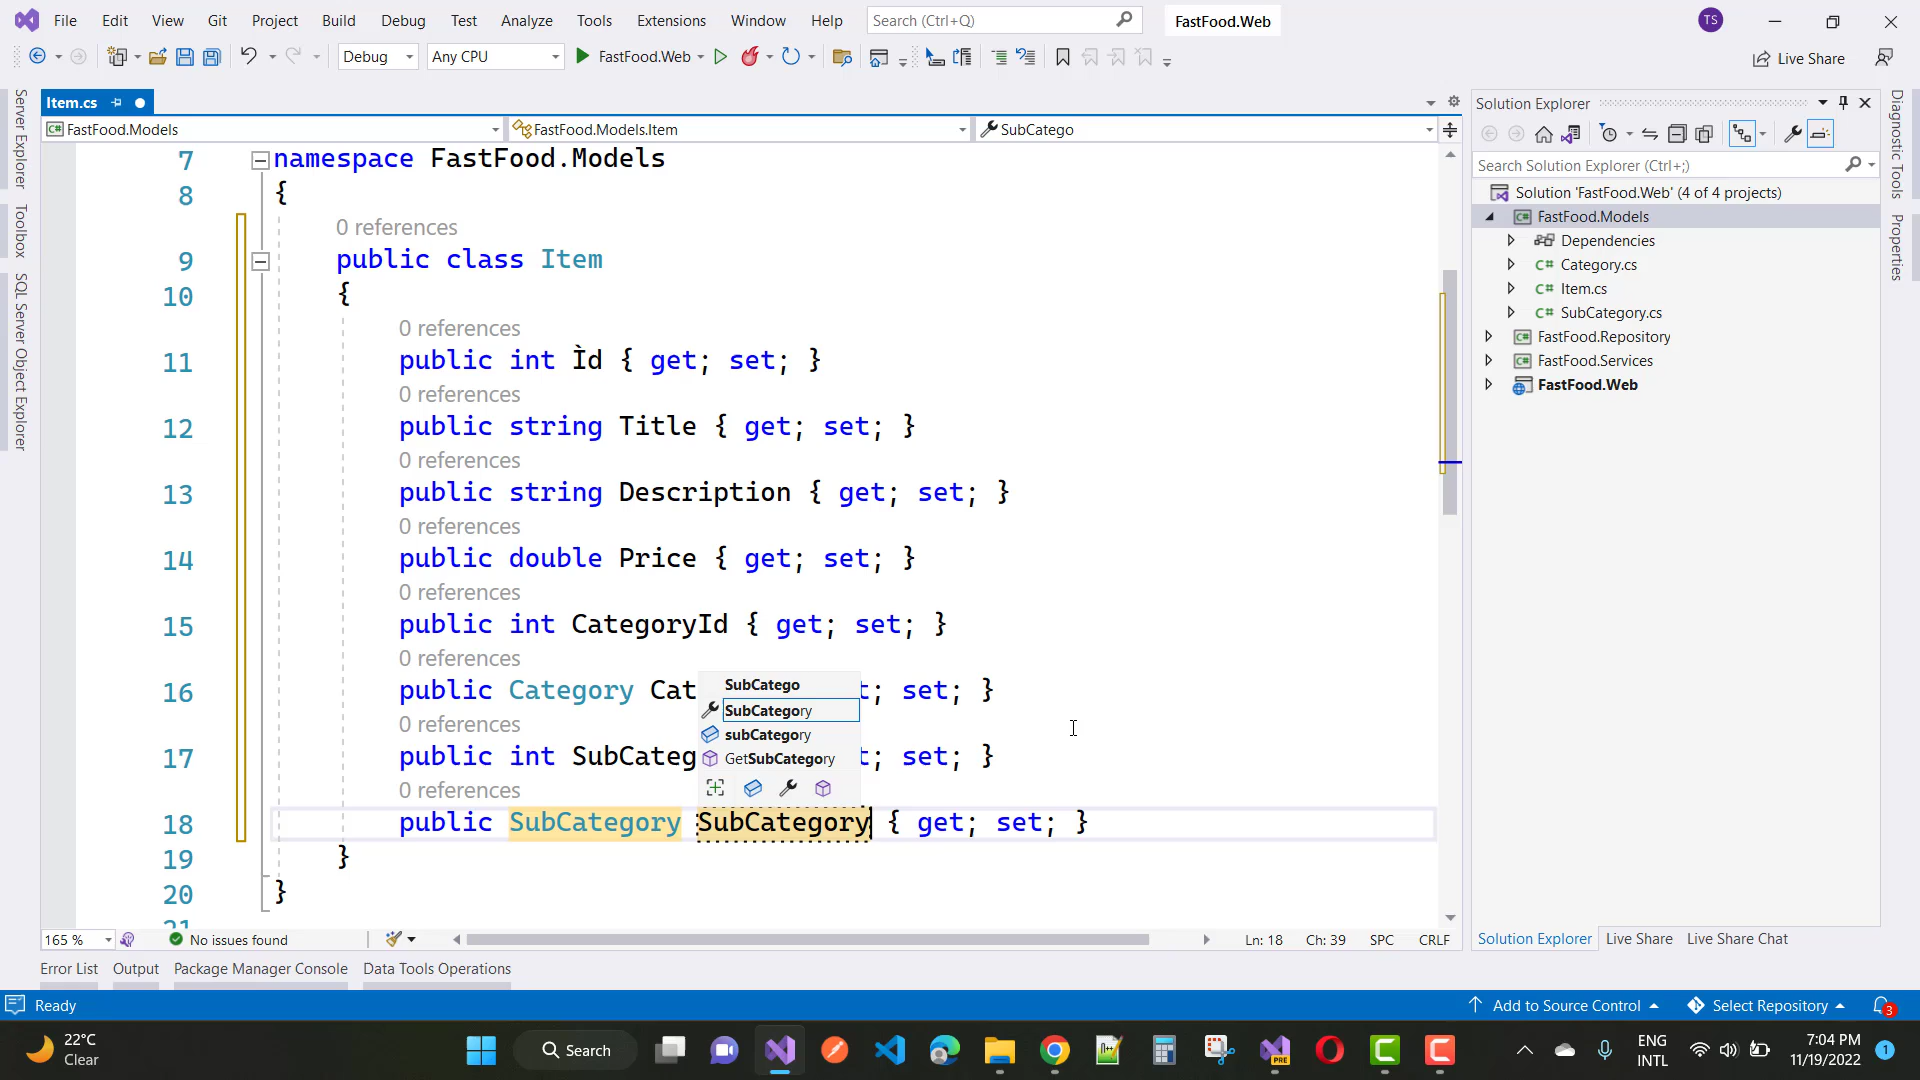 File Edit View Git Project Build Debug Test Analyze Tools Extensions Window Help Search (Ctrl+Q) FastFood.Web TS
Debug Any CPU FastFood.Web Live Share
Server Explorer
Toolbox
SQL Server Object Explorer
Item.cs
FastFood.Models FastFood.Models.Item SubCatego
7 namespace FastFood.Models
8 {
0 references
9 public class Item
10 {
0 references
11 public int Ìd { get; set; }
0 references
12 public string Title { get; set; }
0 references
13 public string Description { get; set; }
0 references
14 public double Price { get; set; }
0 references
15 public int CategoryId { get; set; }
0 references
16 public Category Cat t; set; }
0 references
17 public int SubCateg t; set; }
0 references
18 public SubCategory SubCategory { get; set; }
19 }
20 }
21
SubCatego
SubCategory
subCategory
GetSubCategory
165 % No issues found Ln: 18 Ch: 39 SPC CRLF
Solution Explorer
Search Solution Explorer (Ctrl+;)
Solution 'FastFood.Web' (4 of 4 projects)
FastFood.Models
Dependencies
C# Category.cs
C# Item.cs
C# SubCategory.cs
FastFood.Repository
FastFood.Services
FastFood.Web
Solution Explorer Live Share Live Share Chat
Diagnostic Tools
Properties
Error List Output Package Manager Console Data Tools Operations
Ready Add to Source Control Select Repository 3
22°C
Clear
Search
PRE
ENG
INTL
7:04 PM
11/19/2022
1